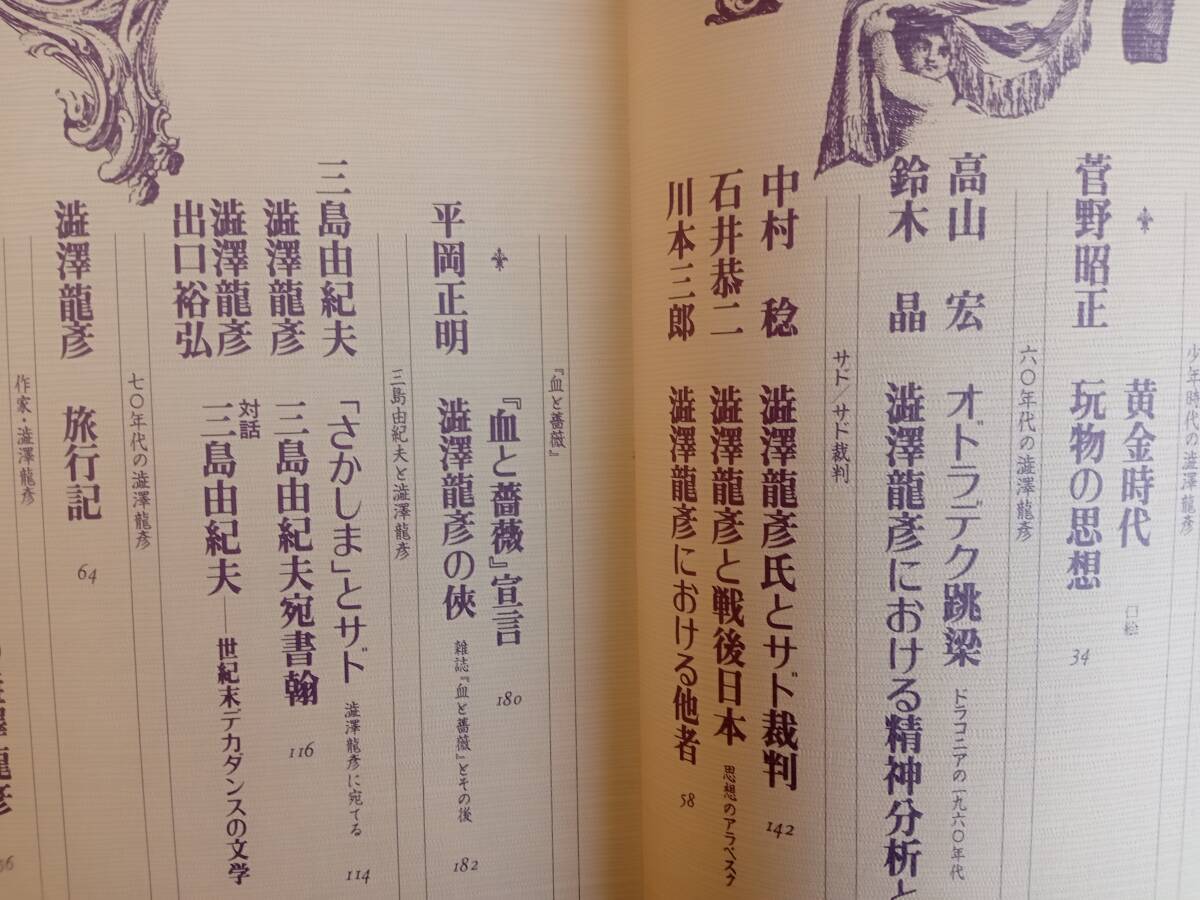 少年時代の澁澤龍彦
黄金時代 口絵
菅野昭正 玩物の思想 34
六〇年代の澁澤龍彦
高山 宏 オドラデク跳梁 ドラコニアの一九六〇年代
鈴木 晶 澁澤龍彦における精神分析と
サド/サド裁判
中村 稔 澁澤龍彦氏とサド裁判 142
石井恭二 澁澤龍彦と戦後日本 思想のアラベスク
川本三郎 澁澤龍彦における他者 58
『血と薔薇』
『血と薔薇』宣言 180
平岡正明 澁澤龍彦の俠 雑誌『血と薔薇』とその後 182
三島由紀夫と澁澤龍彦
三島由紀夫 「さかしま」とサド 澁澤龍彦に宛てる 114
澁澤龍彦 三島由紀夫宛書翰 116
澁澤龍彦 対話
出口裕弘 三島由紀夫──世紀末デカダンスの文学
七〇年代の澁澤龍彦
澁澤龍彦 旅行記 64
作家・澁澤龍彦